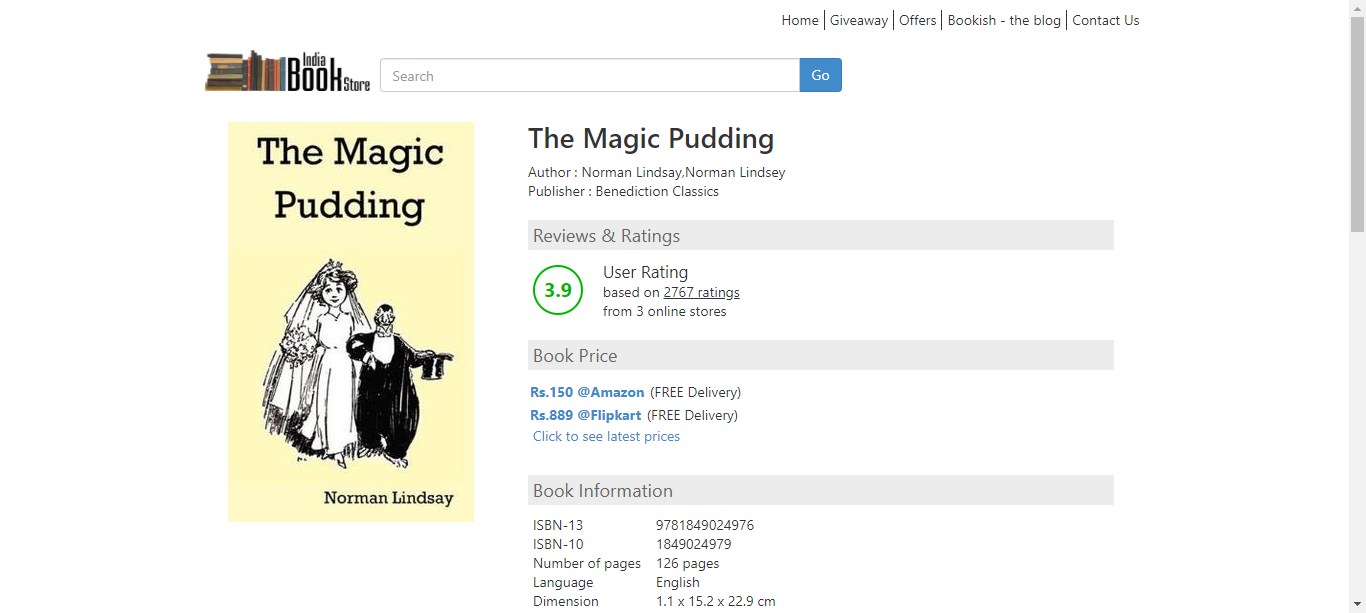 Home
Giveaway
Offers
Bookish - the blog
Contact Us
India
Book Store
Search
Go
The Magic
Pudding
Norman Lindsay
The Magic Pudding
Author : Norman Lindsay,Norman Lindsey
Publisher : Benediction Classics
Reviews & Ratings
3.9
User Rating
based on 2767 ratings
from 3 online stores
Book Price
Rs.150 @Amazon (FREE Delivery)
Rs.889 @Flipkart (FREE Delivery)
Click to see latest prices
Book Information
ISBN-13 9781849024976
ISBN-10 1849024979
Number of pages 126 pages
Language English
Dimension 1.1 x 15.2 x 22.9 cm